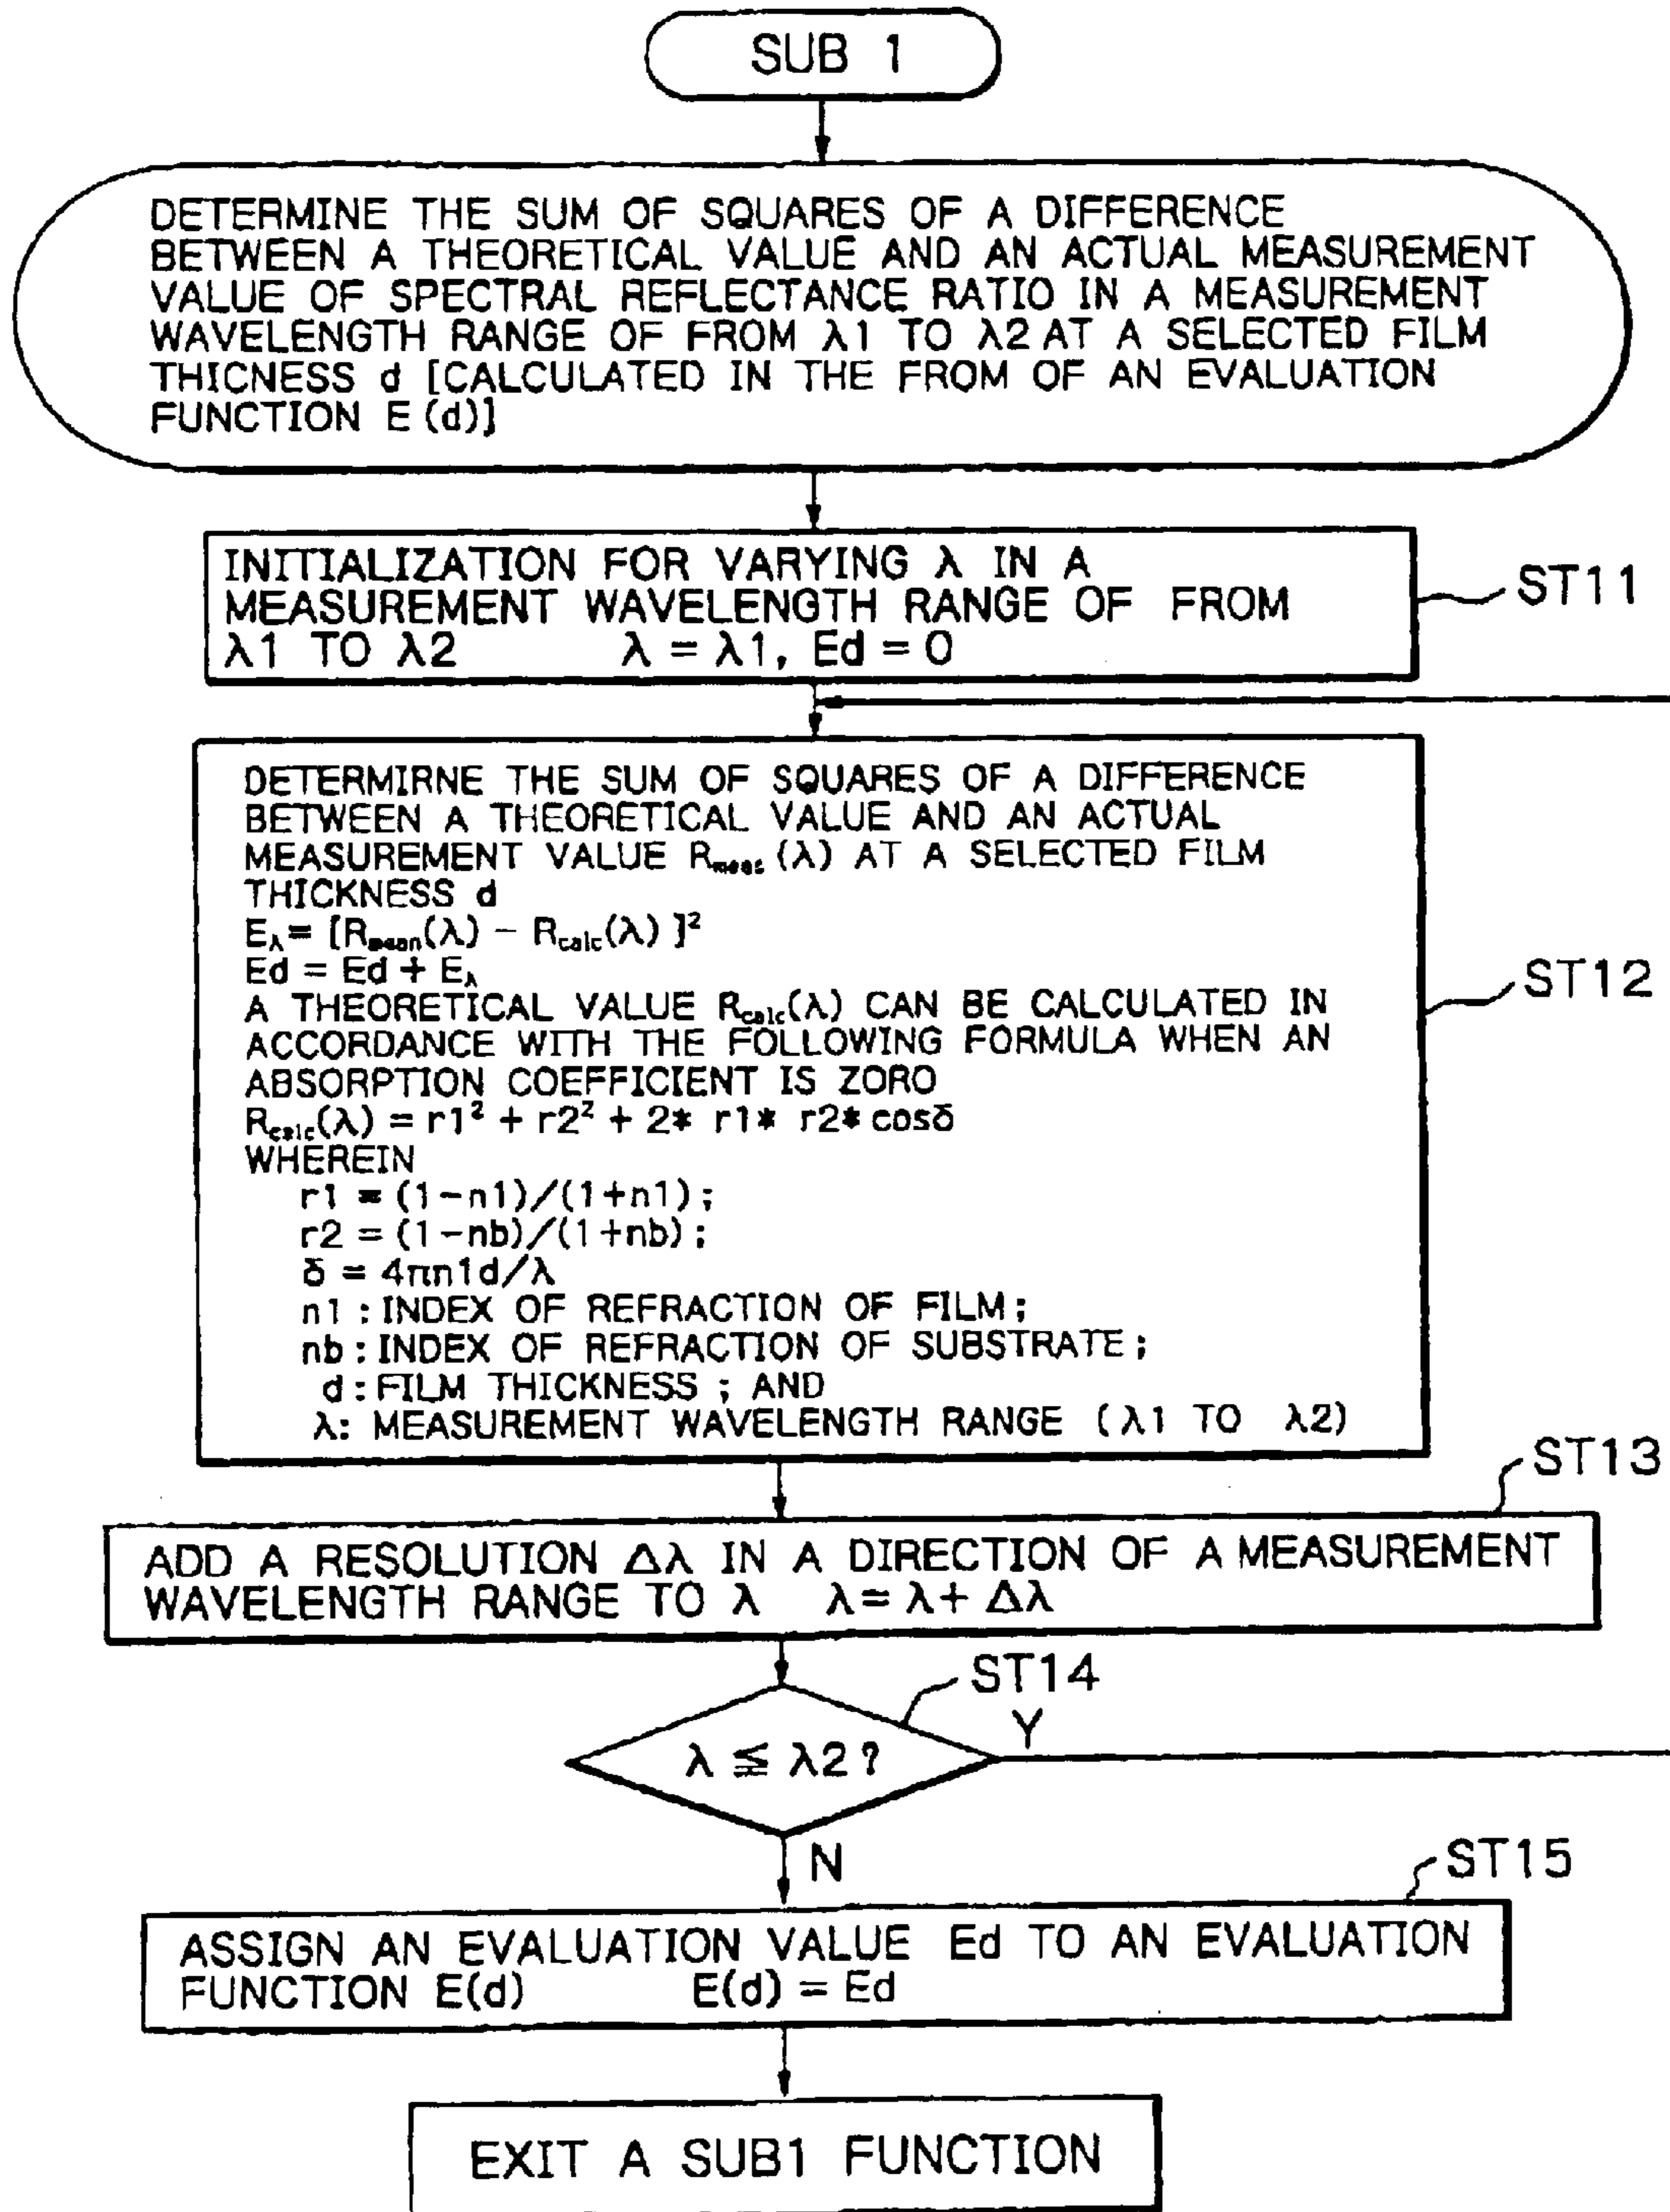 SUB 1
DETERMINE THE SUM OF SQUARES OF A DIFFERENCE
BETWEEN A THEORETICAL VALUE AND AN ACTUAL MEASUREMENT
VALUE OF SPECTRAL REFLECTANCE RATIO IN A MEASUREMENT
WAVELENGTH RANGE OF FROM λ1 TO λ2 AT A SELECTED FILM
THICNESS d [CALCULATED IN THE FROM OF AN EVALUATION
FUNCTION E (d)]
INITIALIZATION FOR VARYING λ IN A
MEASUREMENT WAVELENGTH RANGE OF FROM
λ1 TO λ2 λ = λ1, Ed = 0
ST11
DETERMIRNE THE SUM OF SQUARES OF A DIFFERENCE
BETWEEN A THEORETICAL VALUE AND AN ACTUAL
MEASUREMENT VALUE Rmeas (λ) AT A SELECTED FILM
THICKNESS d
Eλ = [Rmean(λ) − Rcalc(λ) ]²
Ed = Ed + Eλ
A THEORETICAL VALUE Rcalc(λ) CAN BE CALCULATED IN
ACCORDANCE WITH THE FOLLOWING FORMULA WHEN AN
ABSORPTION COEFFICIENT IS ZORO
Rcalc(λ) = r1² + r2² + 2* r1* r2* cosδ
WHEREIN
r1 = (1−n1)/(1+n1);
r2 = (1−nb)/(1+nb);
δ = 4πn1d/λ
n1 : INDEX OF REFRACTION OF FILM;
nb : INDEX OF REFRACTION OF SUBSTRATE;
d : FILM THICKNESS ; AND
λ: MEASUREMENT WAVELENGTH RANGE (λ1 TO λ2)
ST12
ST13
ADD A RESOLUTION Δλ IN A DIRECTION OF A MEASUREMENT
WAVELENGTH RANGE TO λ λ = λ + Δλ
ST14
λ ≦ λ2 ?
Y
N
ST15
ASSIGN AN EVALUATION VALUE Ed TO AN EVALUATION
FUNCTION E(d) E(d) = Ed
EXIT A SUB1 FUNCTION